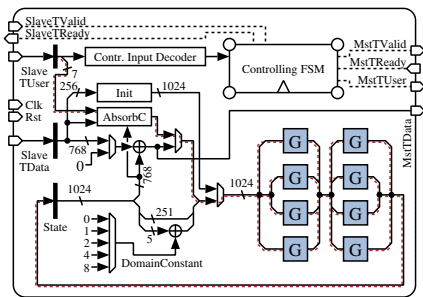 SlaveTValid
SlaveTReady
Slave
TUser
7
Contr. Input Decoder
Controlling FSM
MstTValid
MstTReady
MstTUser
Clk
Rst
256
Init
1024
AbsorbC
MstTData
Slave
TData
768
0
768
1024
G G
G G
G G
G G
1024
State
251
5
0
1
2
4
8
DomainConstant